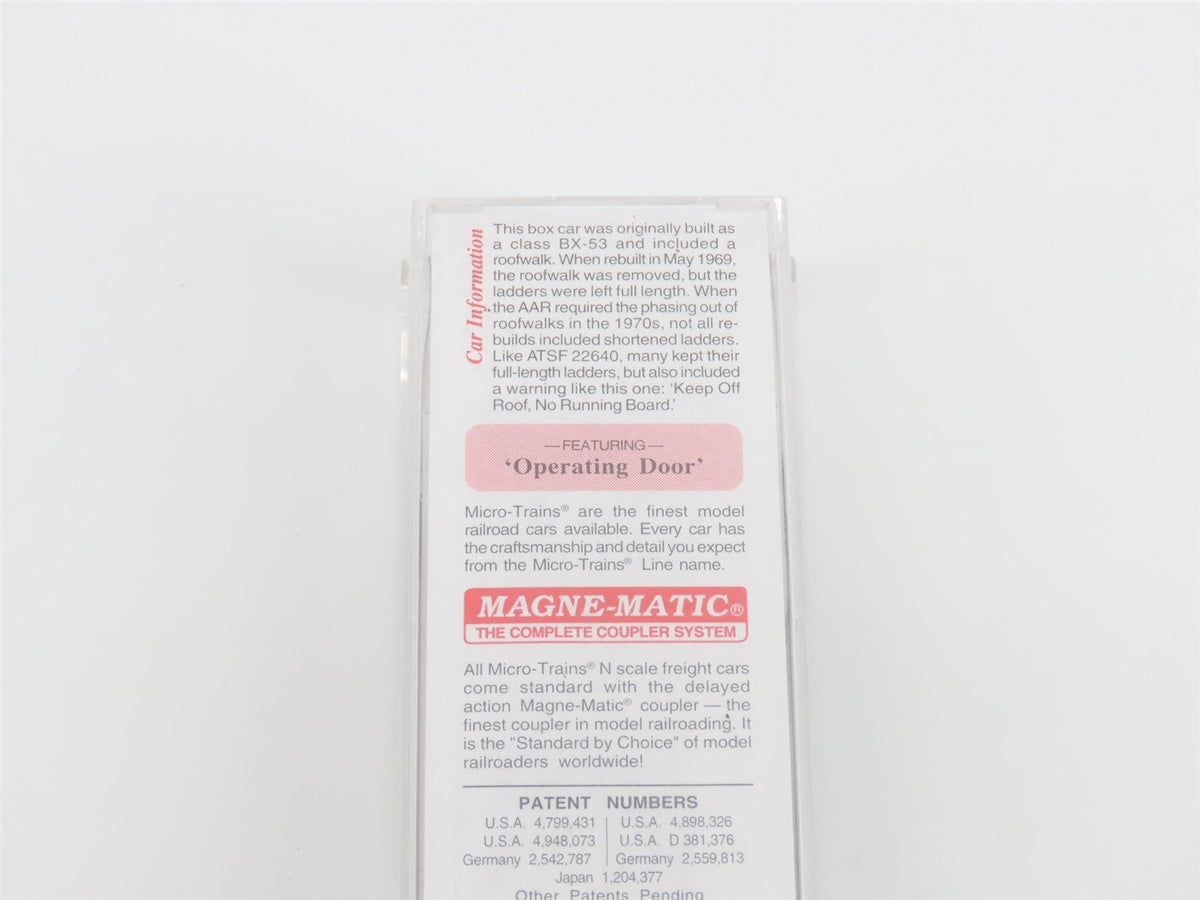 Car Information
This box car was originally built as
a class BX-53 and included a
roofwalk. When rebuilt in May 1969,
the roofwalk was removed, but the
ladders were left full length. When
the AAR required the phasing out of
roofwalks in the 1970s, not all re-
builds included shortened ladders.
Like ATSF 22640, many kept their
full-length ladders, but also included
a warning like this one: ‘Keep Off
Roof, No Running Board.’
—FEATURING—
‘Operating Door’
Micro-Trains® are the finest model
railroad cars available. Every car has
the craftsmanship and detail you expect
from the Micro-Trains® Line name.
MAGNE-MATIC®
THE COMPLETE COUPLER SYSTEM
All Micro-Trains® N scale freight cars
come standard with the delayed
action Magne-Matic® coupler — the
finest coupler in model railroading. It
is the "Standard by Choice" of model
railroaders worldwide!
PATENT NUMBERS
U.S.A. 4,799,431 U.S.A. 4,898,326
U.S.A. 4,948,073 U.S.A. D 381,376
Germany 2,542,787 Germany 2,559,813
Japan 1,204,377
Other Patents Pending